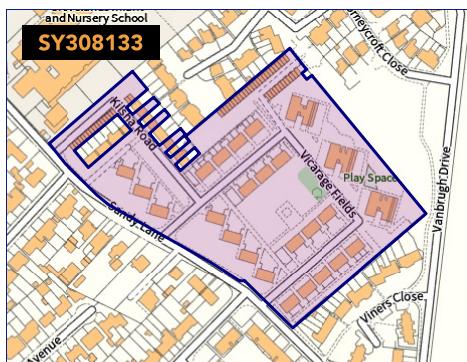 and Nursery School
SY308133
Kilsha Road
Vicarage Fields
Play Space
Sandy Lane
Vanbrugh Drive
Viners Close
Avenue